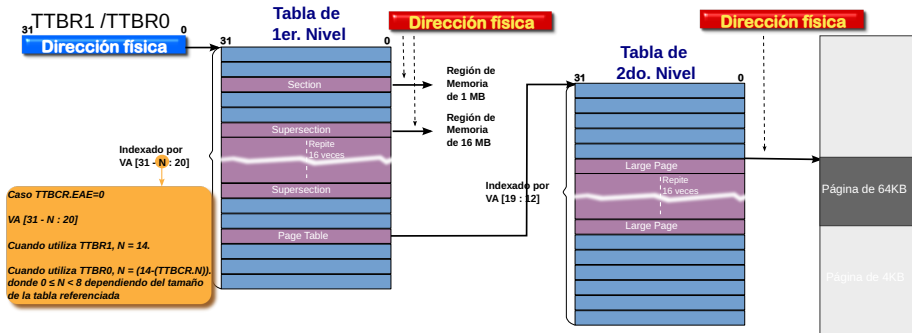 TTBR1 /TTBR0
31
0
Dirección física
Tabla de
1er. Nivel
31
0
Section
Supersection
Repite
16 veces
Supersection
Page Table
Indexado por
VA [31 - N : 20]
Caso TTBCR.EAE=0
VA [31 - N : 20]
Cuando utiliza TTBR1, N = 14.
Cuando utiliza TTBR0, N = (14-(TTBCR.N)).
donde 0 ≤ N < 8 dependiendo del tamaño
de la tabla referenciada
Dirección física
Región de
Memoria
de 1 MB
Región de
Memoria
de 16 MB
Tabla de
2do. Nivel
31
0
Indexado por
VA [19 : 12]
Large Page
Repite
16 veces
Large Page
Dirección física
Página de 64KB
Página de 4KB